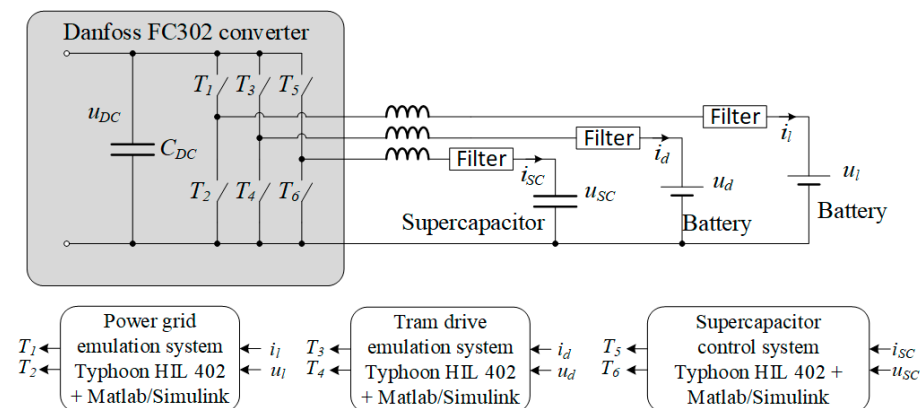 Danfoss FC302 converter
T1 T3 T5
uDC
CDC
Filter
Filter
Filter
il
id
iSC
T2 T4 T6
uSC
ud
ul
Supercapacitor
Battery
Battery
Power grid
emulation system
Typhoon HIL 402
+ Matlab/Simulink
T1
T2
il
ul
Tram drive
emulation system
Typhoon HIL 402
+ Matlab/Simulink
T3
T4
id
ud
Supercapacitor
control system
Typhoon HIL 402 +
Matlab/Simulink
T5
T6
iSC
uSC